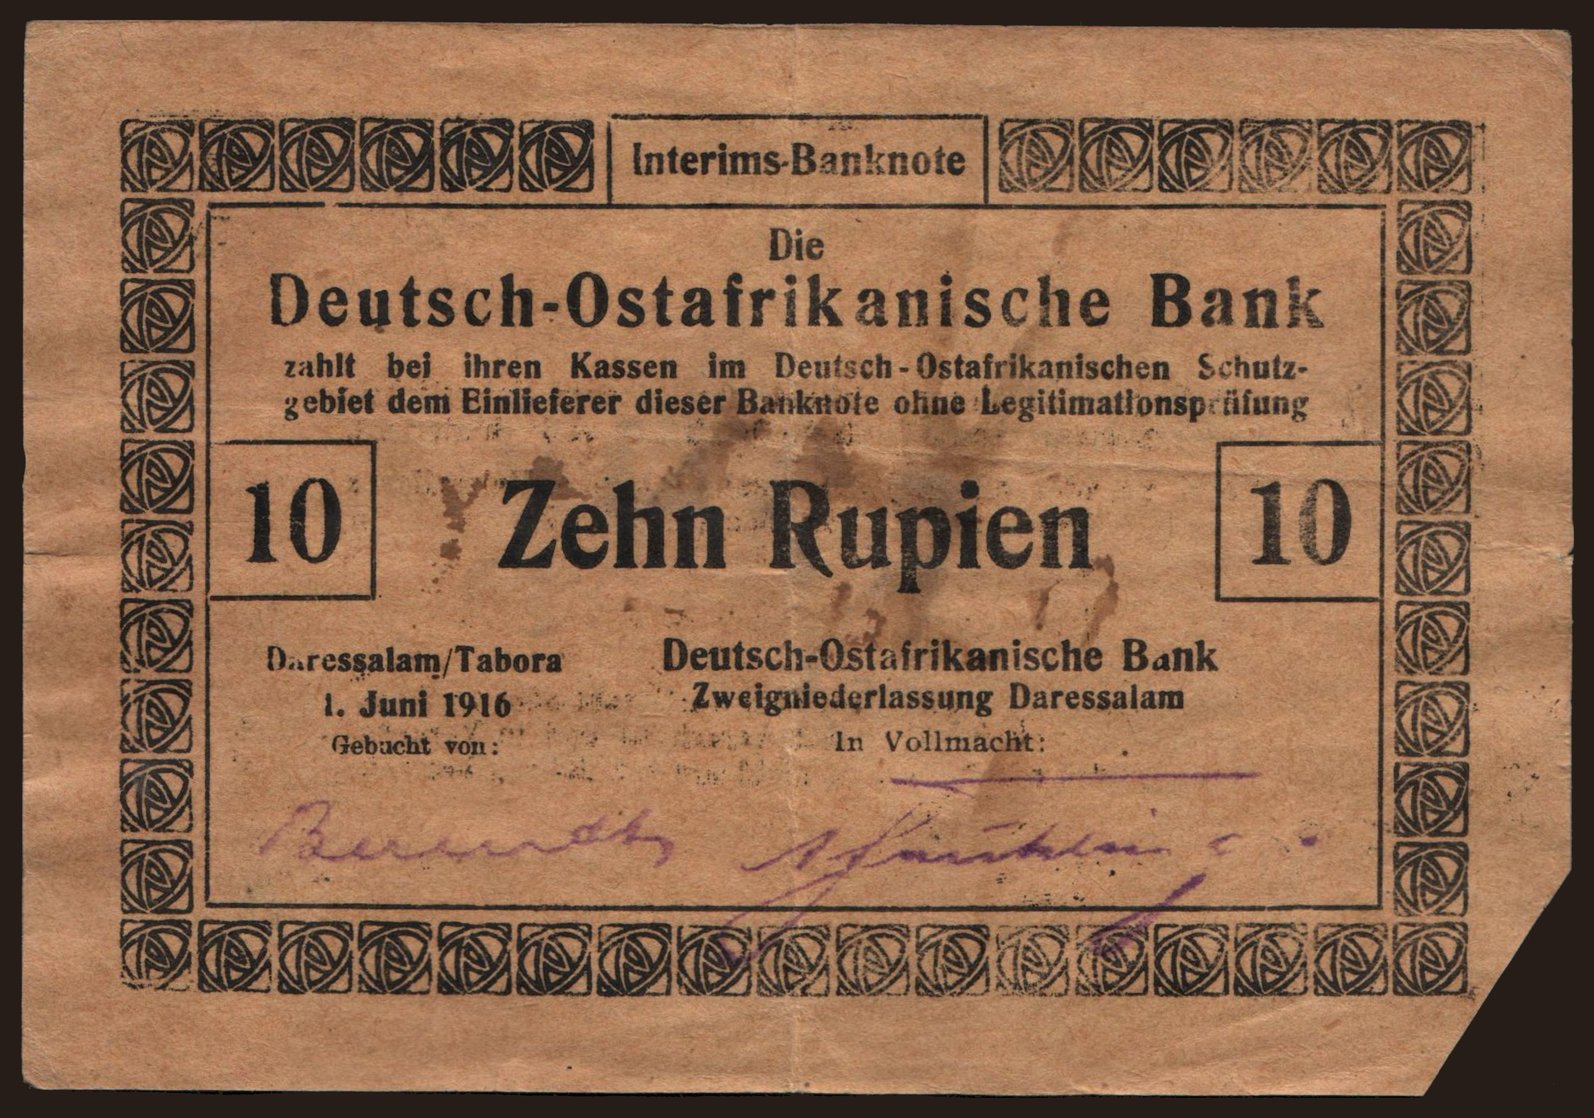 Interims-Banknote
Die
Deutsch-Ostafrikanische Bank
zahlt bei ihren Kassen im Deutsch-Ostafrikanischen Schutz-
gebiet dem Einlieferer dieser Banknote ohne Legitimationsprüfung
10 Zehn Rupien 10
Daressalam/Tabora
1. Juni 1916
Gebucht von:
Deutsch-Ostafrikanische Bank
Zweigniederlassung Daressalam
In Vollmacht:
Berendt